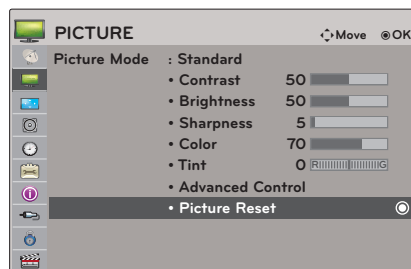 PICTURE Move OK
Picture Mode : Standard
• Contrast 50
• Brightness 50
• Sharpness 5
• Color 70
• Tint 0 R G
• Advanced Control
• Picture Reset